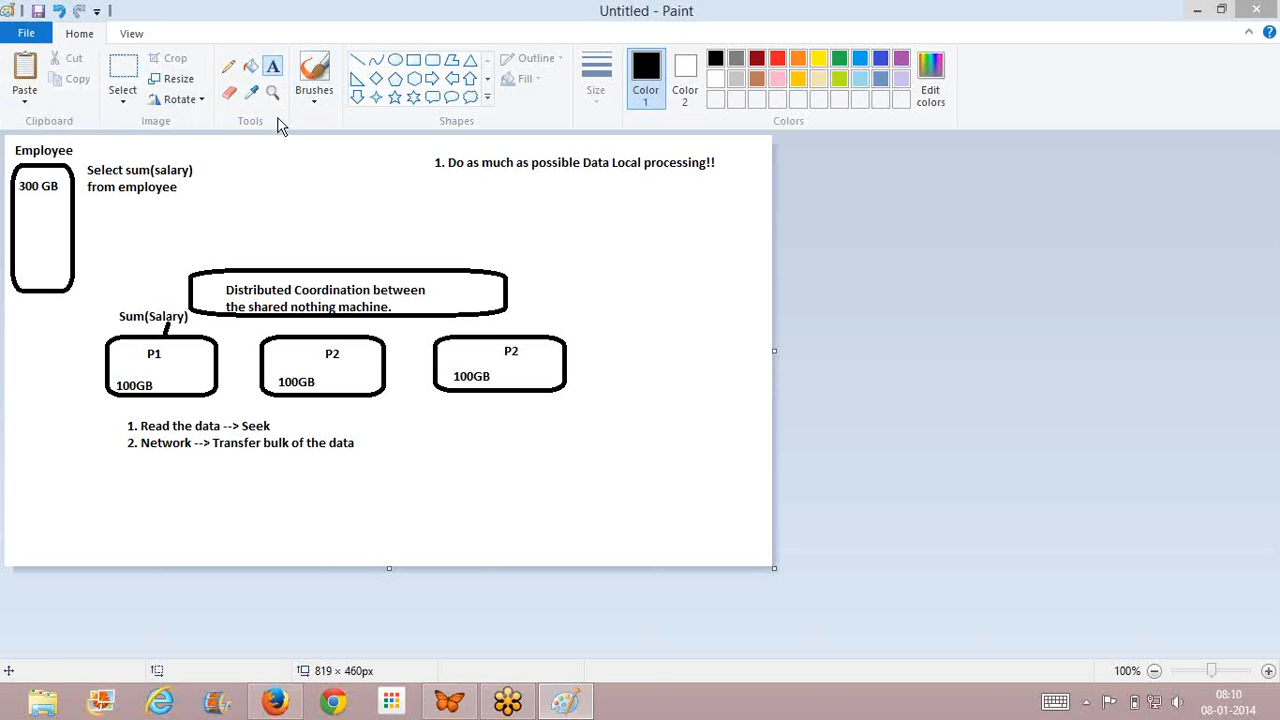 Untitled - Paint
File
Home
View
Paste
Cut
Copy
Clipboard
Select
Crop
Resize
Rotate
Image
A
Tools
Brushes
Outline
Fill
Shapes
Size
Color 1
Color 2
Edit colors
Colors
Employee
300 GB
Select sum(salary)
from employee
1. Do as much as possible Data Local processing!!
Distributed Coordination between
the shared nothing machine.
Sum(Salary)
P1
100GB
P2
100GB
P2
100GB
1. Read the data --> Seek
2. Network --> Transfer bulk of the data
819 × 460px
100%
08:10
08-01-2014